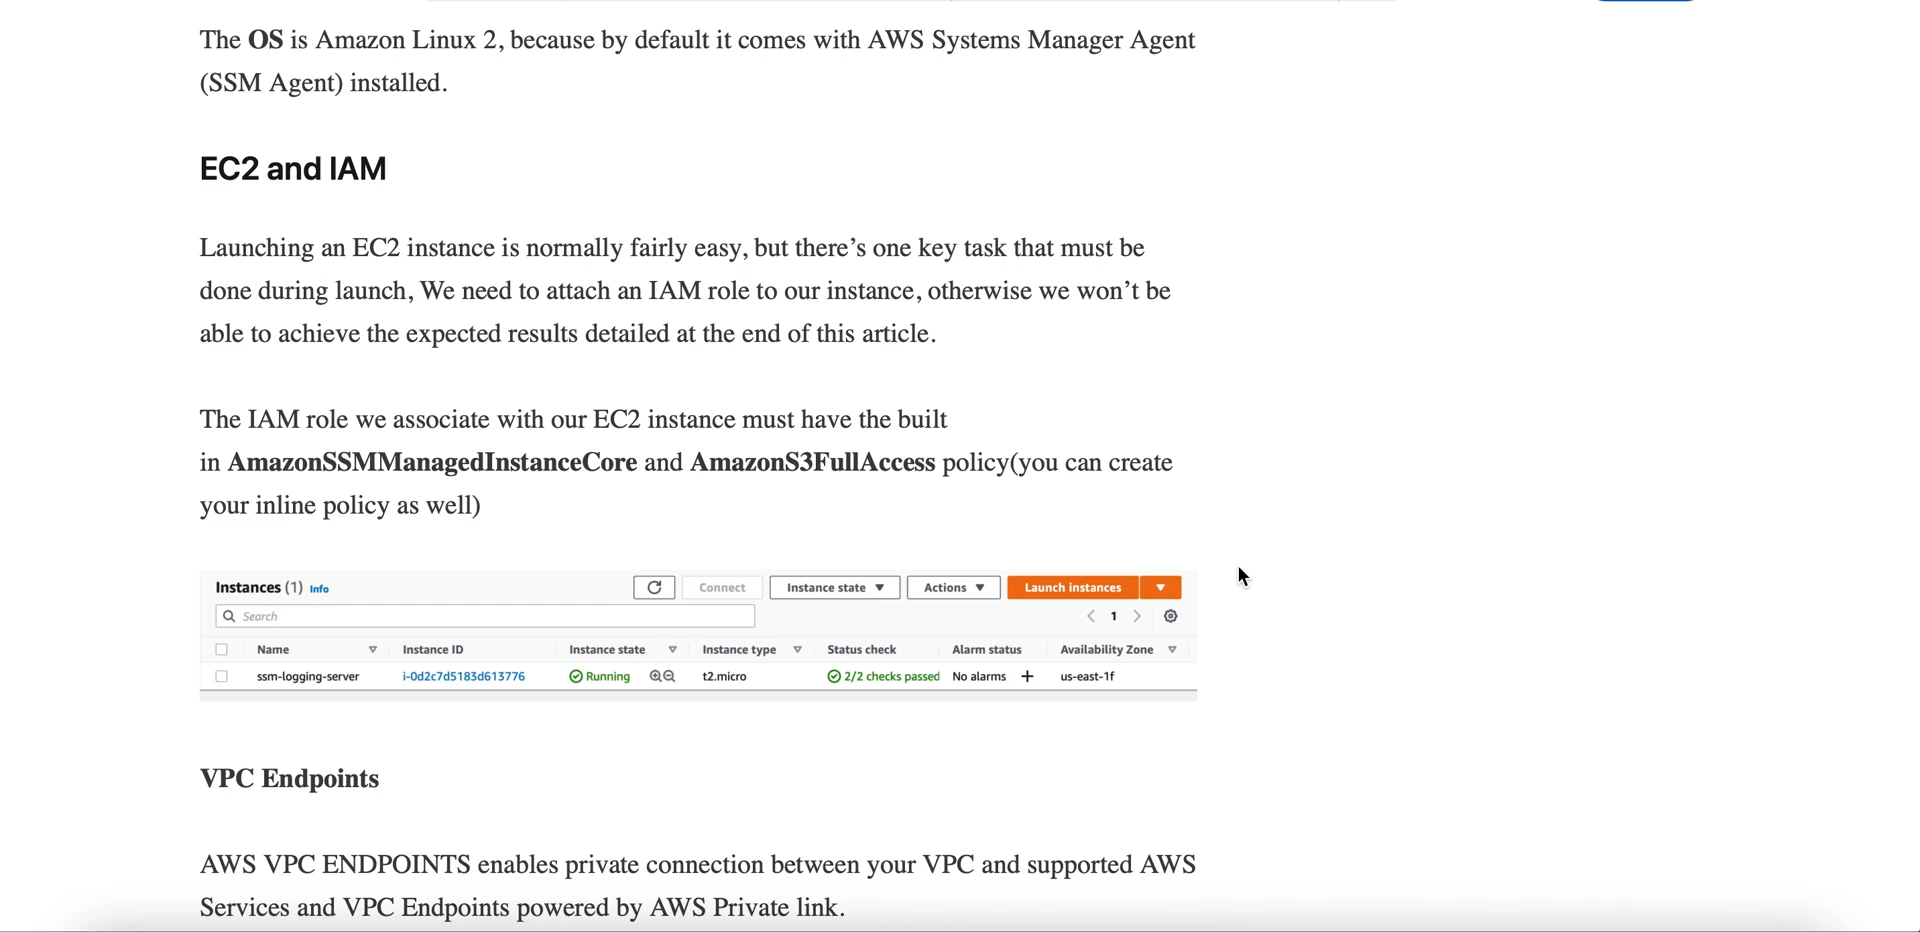 The OS is Amazon Linux 2, because by default it comes with AWS Systems Manager Agent
(SSM Agent) installed.
EC2 and IAM
Launching an EC2 instance is normally fairly easy, but there’s one key task that must be
done during launch, We need to attach an IAM role to our instance, otherwise we won’t be
able to achieve the expected results detailed at the end of this article.
The IAM role we associate with our EC2 instance must have the built
in AmazonSSMManagedInstanceCore and AmazonS3FullAccess policy(you can create
your inline policy as well)
Instances (1) Info Connect Instance state Actions Launch instances
Search 1
Name Instance ID Instance state Instance type Status check Alarm status Availability Zone
ssm-logging-server i-0d2c7d5183d613776 Running t2.micro 2/2 checks passed No alarms + us-east-1f
VPC Endpoints
AWS VPC ENDPOINTS enables private connection between your VPC and supported AWS
Services and VPC Endpoints powered by AWS Private link.